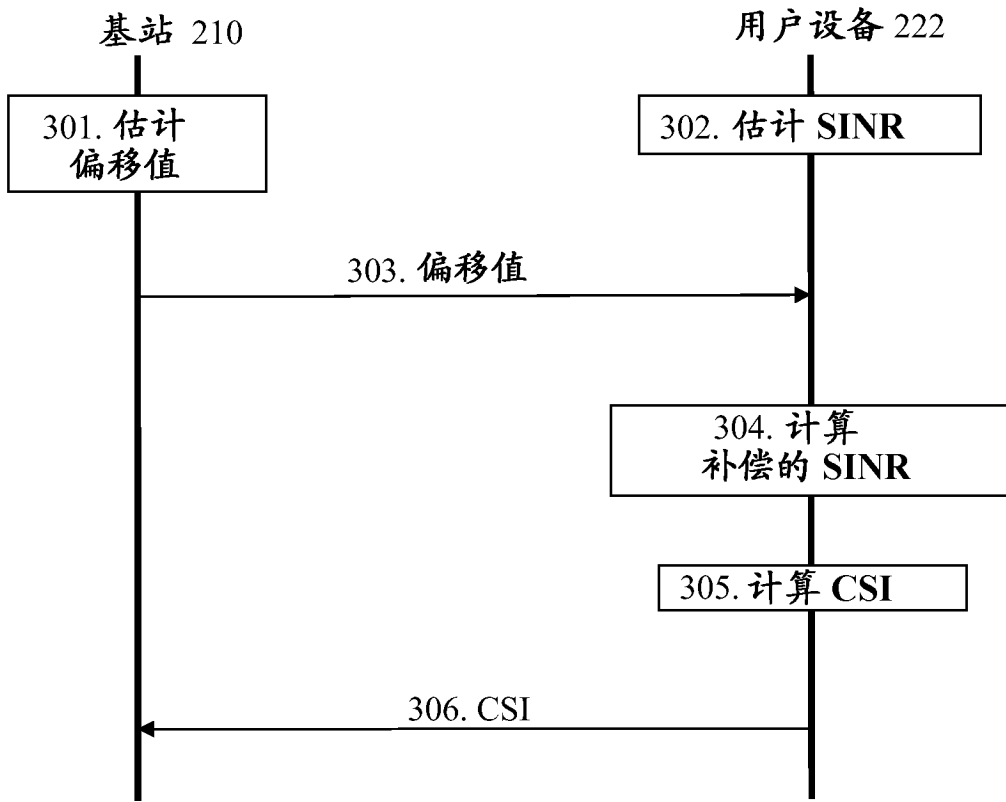 基站 210
用户设备 222
301. 估计
偏移值
302. 估计 SINR
303. 偏移值
304. 计算
补偿的 SINR
305. 计算 CSI
306. CSI